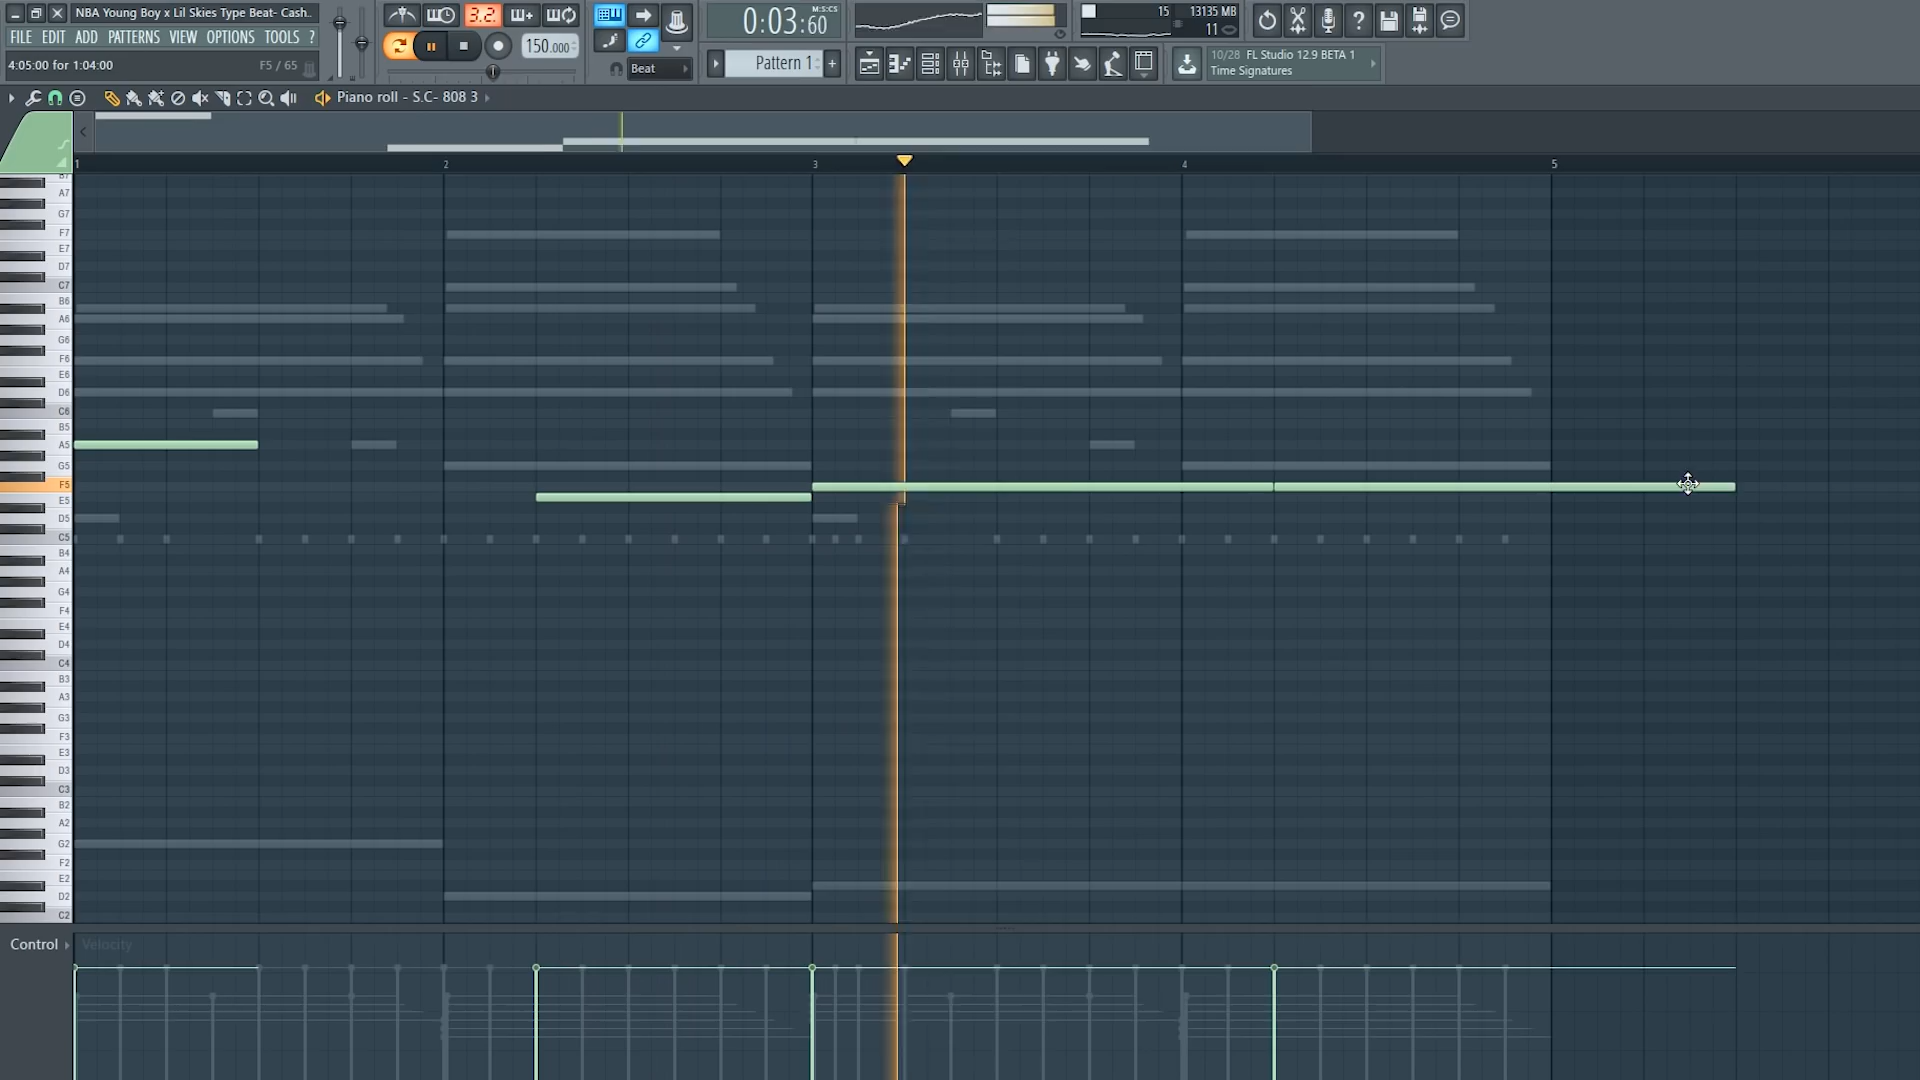 NBA Young Boy x Lil Skies Type Beat- Cash..
FILE EDIT ADD PATTERNS VIEW OPTIONS TOOLS ?
4:05:00 for 1:04:00 F5 / 65
3.2
150.000
Beat
0:03:60
M:S:CS
Pattern 1
+
15
13135 MB
11
?
10/28 FL Studio 12.9 BETA 1
Time Signatures
Piano roll - S.C- 808 3
1 2 3 4 5
B7
A7
G7
F7
E7
D7
C7
B6
A6
G6
F6
E6
D6
C6
B5
A5
G5
F5
E5
D5
C5
B4
A4
G4
F4
E4
D4
C4
B3
A3
G3
F3
E3
D3
C3
B2
A2
G2
F2
E2
D2
C2
Control Velocity